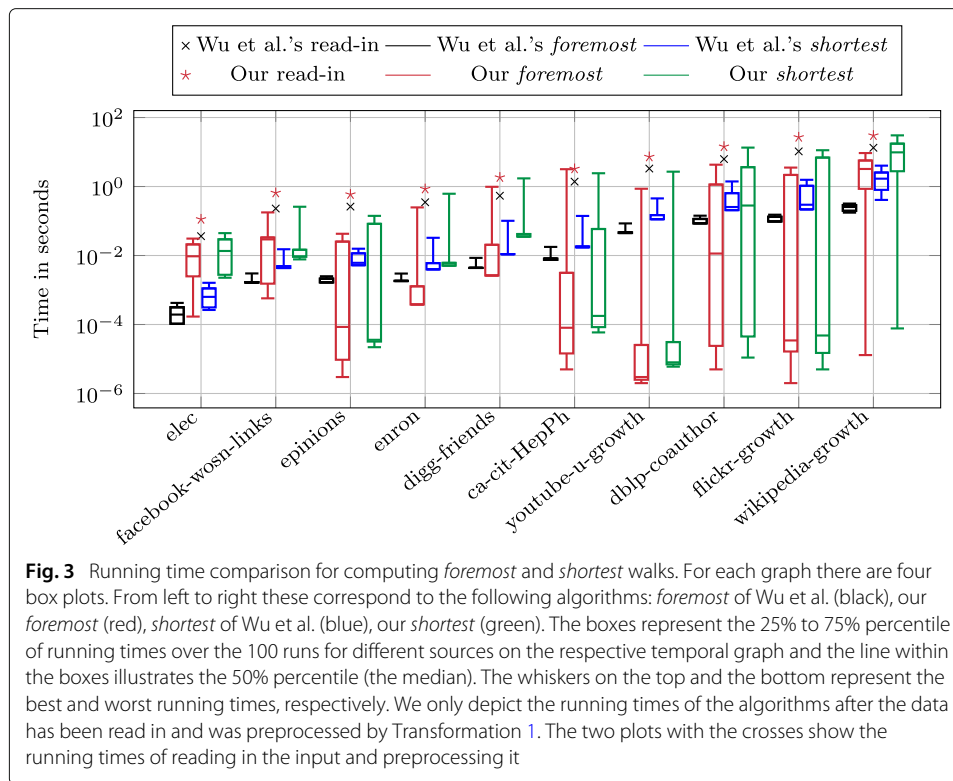 × Wu et al.'s read-in — Wu et al.'s foremost — Wu et al.'s shortest
Our read-in — Our foremost — Our shortest
10^2
10^0
10^−2
10^−4
10^−6
Time in seconds
elec
facebook-wosn-links
epinions
enron
digg-friends
ca-cit-HepPh
youtube-u-growth
dblp-coauthor
flickr-growth
wikipedia-growth
Fig. 3 Running time comparison for computing foremost and shortest walks. For each graph there are four
box plots. From left to right these correspond to the following algorithms: foremost of Wu et al. (black), our
foremost (red), shortest of Wu et al. (blue), our shortest (green). The boxes represent the 25% to 75% percentile
of running times over the 100 runs for different sources on the respective temporal graph and the line within
the boxes illustrates the 50% percentile (the median). The whiskers on the top and the bottom represent the
best and worst running times, respectively. We only depict the running times of the algorithms after the data
has been read in and was preprocessed by Transformation 1. The two plots with the crosses show the
running times of reading in the input and preprocessing it